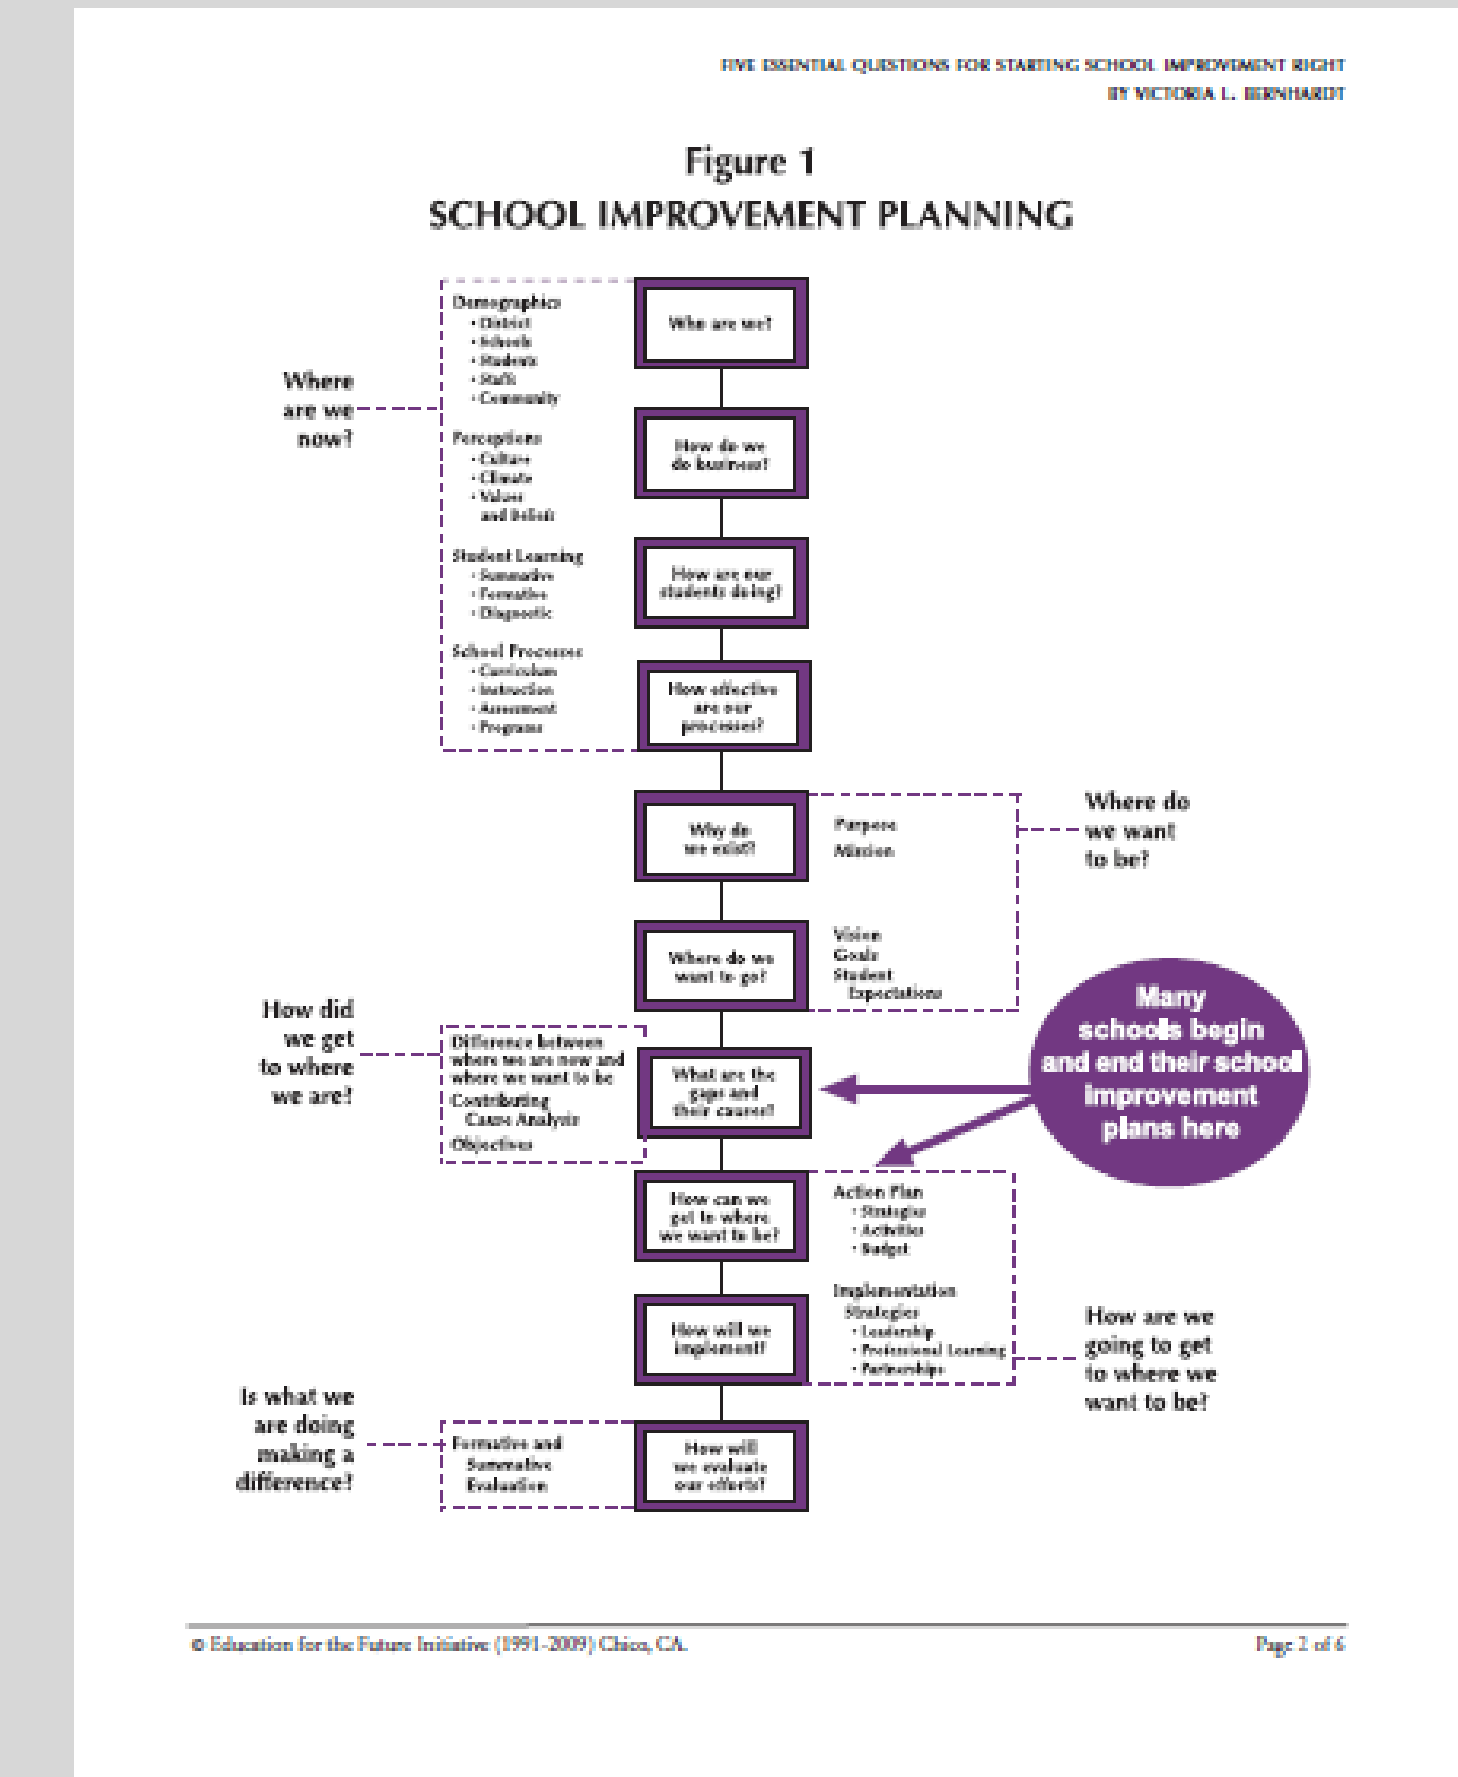 FIVE ESSENTIAL QUESTIONS FOR STARTING SCHOOL IMPROVEMENT RIGHT
BY VICTORIA L. BERNHARDT
Figure 1
SCHOOL IMPROVEMENT PLANNING
Where
are we
now?
Demographics
• District
• Schools
• Students
• Staffs
• Community
Perceptions
• Culture
• Climate
• Values
and Beliefs
Student Learning
• Summative
• Formative
• Diagnostic
School Processes
• Curriculum
• Instruction
• Assessment
• Programs
Who are we?
How do we
do business?
How are our
students doing?
How effective
are our
processes?
Why do
we exist?
Purpose
Mission
Where do
we want
to be?
Where do we
want to go?
Vision
Goals
Student
Expectations
How did
we get
to where
we are?
Difference between
where we are now and
where we want to be
Contributing
Cause Analysis
Objectives
What are the
gaps and
their causes?
Many
schools begin
and end their school
improvement
plans here
How can we
get to where
we want to be?
Action Plan
• Strategies
• Activities
• Budget
How will we
implement?
Implementation
Strategies
• Leadership
• Professional Learning
• Partnerships
How are we
going to get
to where we
want to be?
Is what we
are doing
making a
difference?
Formative and
Summative
Evaluation
How will
we evaluate
our efforts?
© Education for the Future Initiative (1991-2009) Chico, CA.
Page 2 of 6